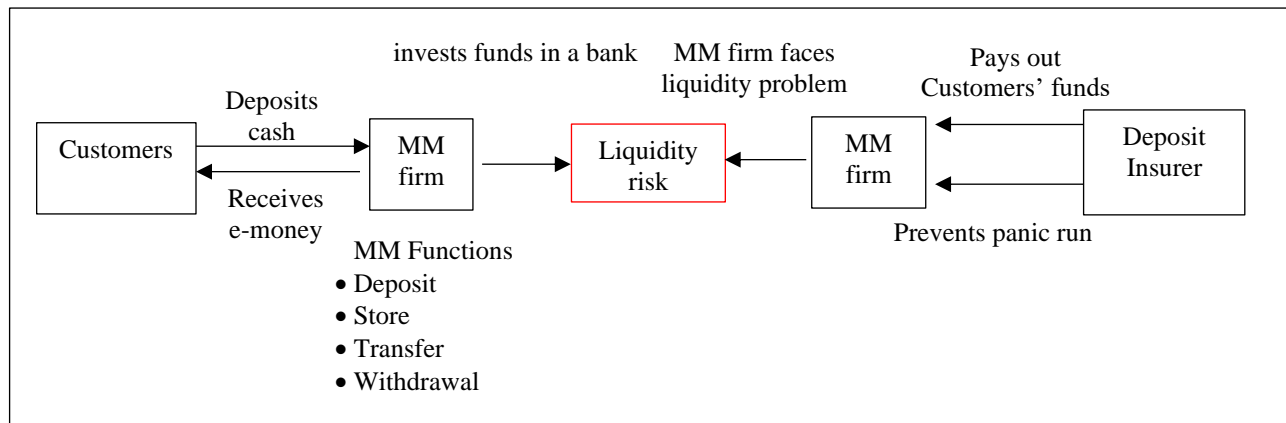 invests funds in a bank
MM firm faces
liquidity problem
Pays out
Customers’ funds
Deposits
cash
Customers
MM
firm
Liquidity
risk
MM
firm
Deposit
Insurer
Receives
e-money
Prevents panic run
MM Functions
• Deposit
• Store
• Transfer
• Withdrawal